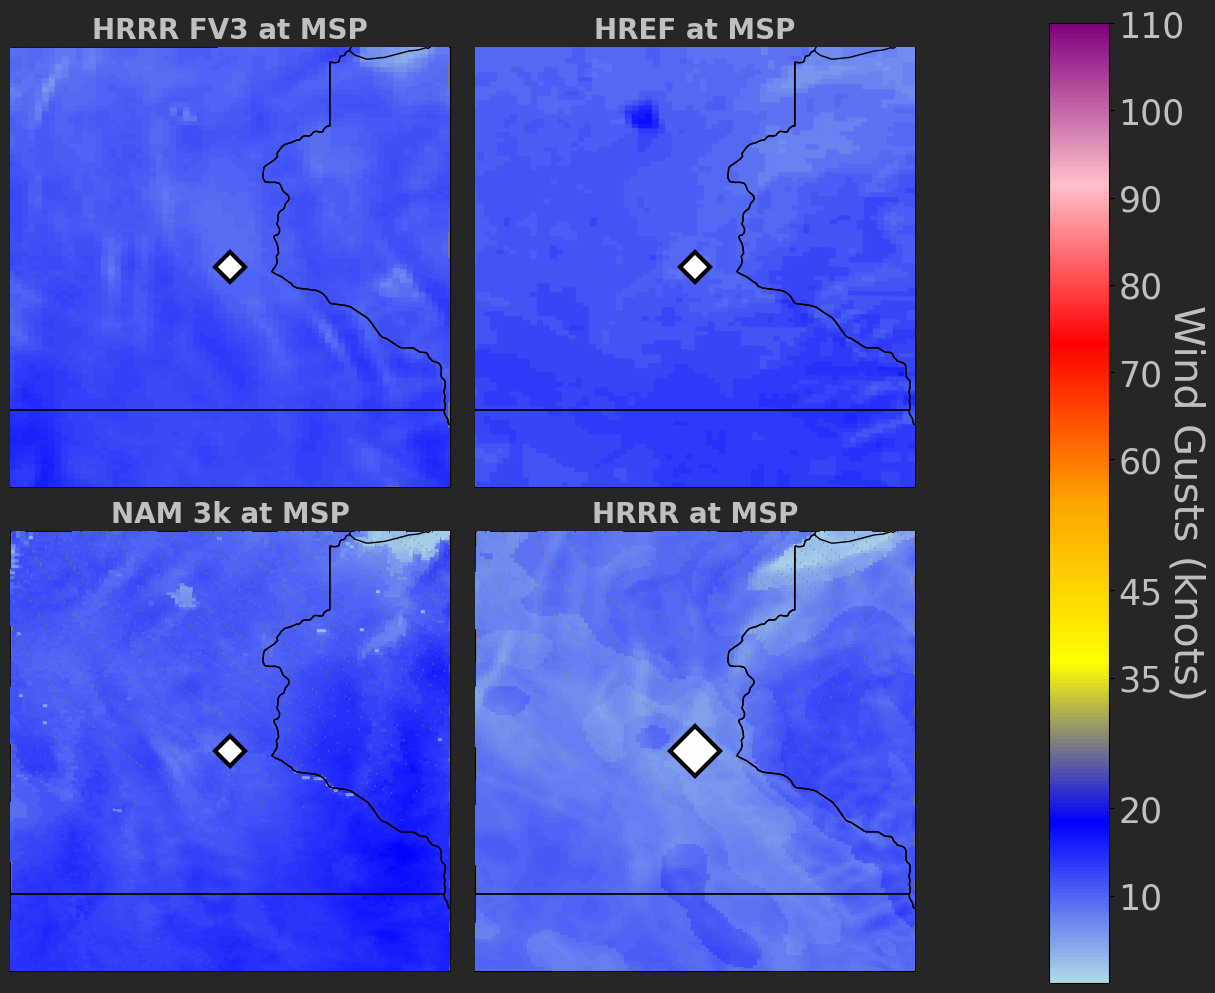 HRRR FV3 at MSP
HREF at MSP
NAM 3k at MSP
HRRR at MSP
110
100
90
80
70
60
45
35
20
10
Wind Gusts (knots)